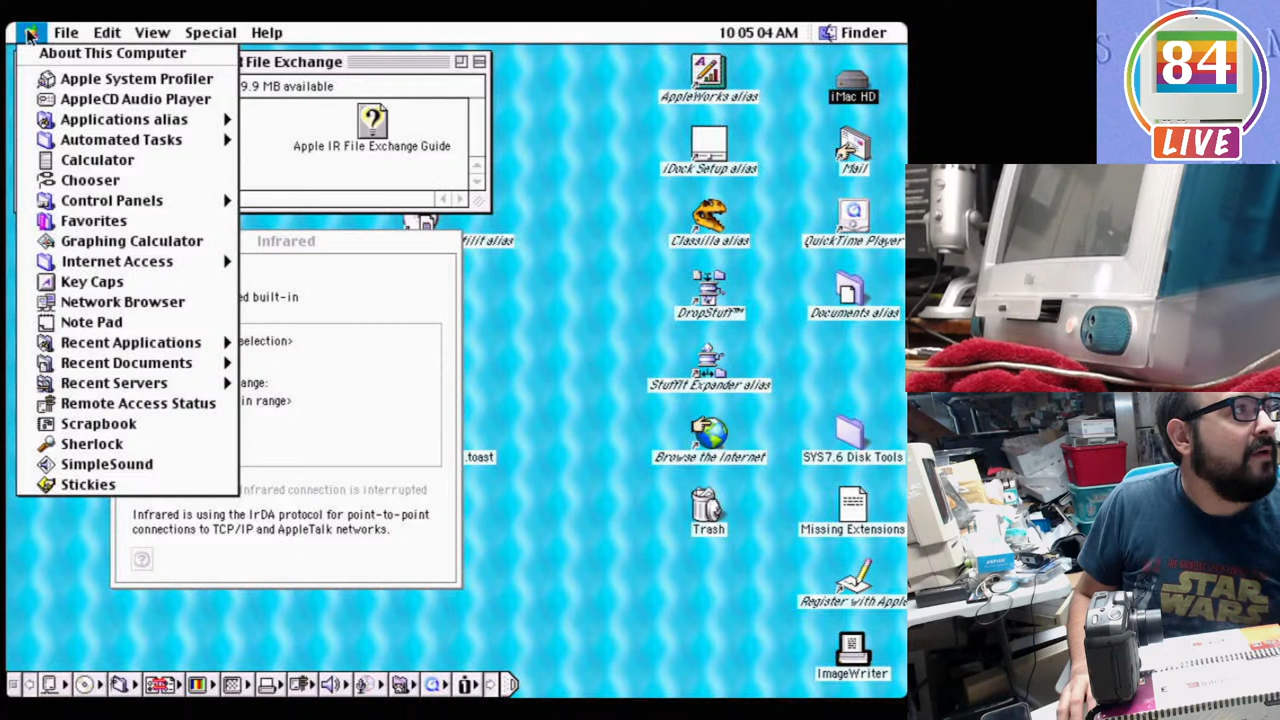 File Edit View Special Help
10:05:04 AM Finder
About This Computer
Apple System Profiler
AppleCD Audio Player
Applications alias
Automated Tasks
Calculator
Chooser
Control Panels
Favorites
Graphing Calculator
Internet Access
Key Caps
Network Browser
Note Pad
Recent Applications
Recent Documents
Recent Servers
Remote Access Status
Scrapbook
Sherlock
SimpleSound
Stickies
File Exchange
9.9 MB available
Apple IR File Exchange Guide
Infrared
d built-in
selection>
ange:
in range>
nfrared connection is interrupted
Infrared is using the IrDA protocol for point-to-point
connections to TCP/IP and AppleTalk networks.
alias
.toast
AppleWorks alias
iMac HD
iDock Setup alias
Mail
Classilla alias
QuickTime Player
DropStuff™
Documents alias
StuffIt Expander alias
Browse the Internet
SYS7.6 Disk Tools
Trash
Missing Extensions
Register with Apple
ImageWriter
84
LIVE
STAR
WARS